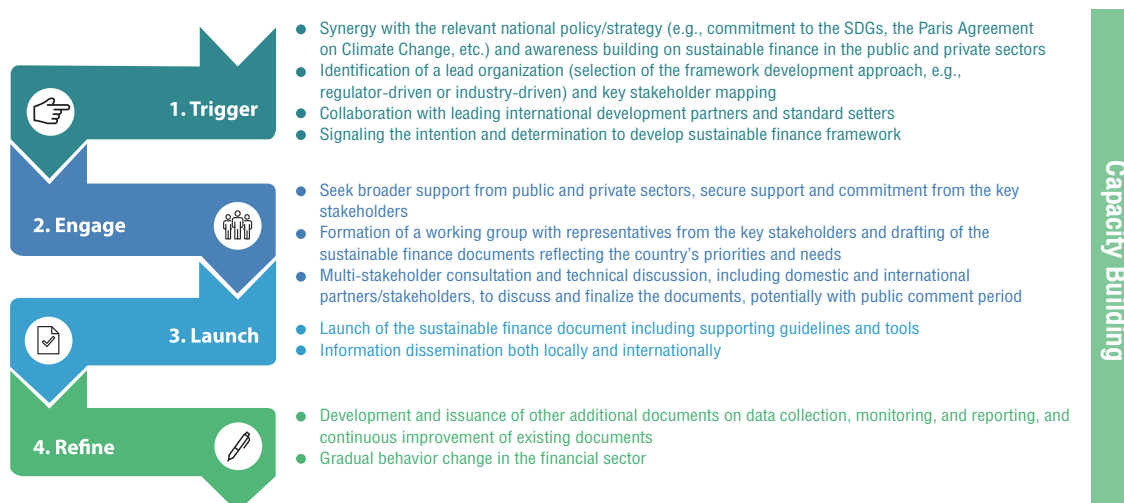 1. Trigger
● Synergy with the relevant national policy/strategy (e.g., commitment to the SDGs, the Paris Agreement
on Climate Change, etc.) and awareness building on sustainable finance in the public and private sectors
● Identification of a lead organization (selection of the framework development approach, e.g.,
regulator-driven or industry-driven) and key stakeholder mapping
● Collaboration with leading international development partners and standard setters
● Signaling the intention and determination to develop sustainable finance framework
2. Engage
● Seek broader support from public and private sectors, secure support and commitment from the key
stakeholders
● Formation of a working group with representatives from the key stakeholders and drafting of the
sustainable finance documents reflecting the country’s priorities and needs
● Multi-stakeholder consultation and technical discussion, including domestic and international
partners/stakeholders, to discuss and finalize the documents, potentially with public comment period
3. Launch
● Launch of the sustainable finance document including supporting guidelines and tools
● Information dissemination both locally and internationally
4. Refine
● Development and issuance of other additional documents on data collection, monitoring, and reporting, and
continuous improvement of existing documents
● Gradual behavior change in the financial sector
Capacity Building